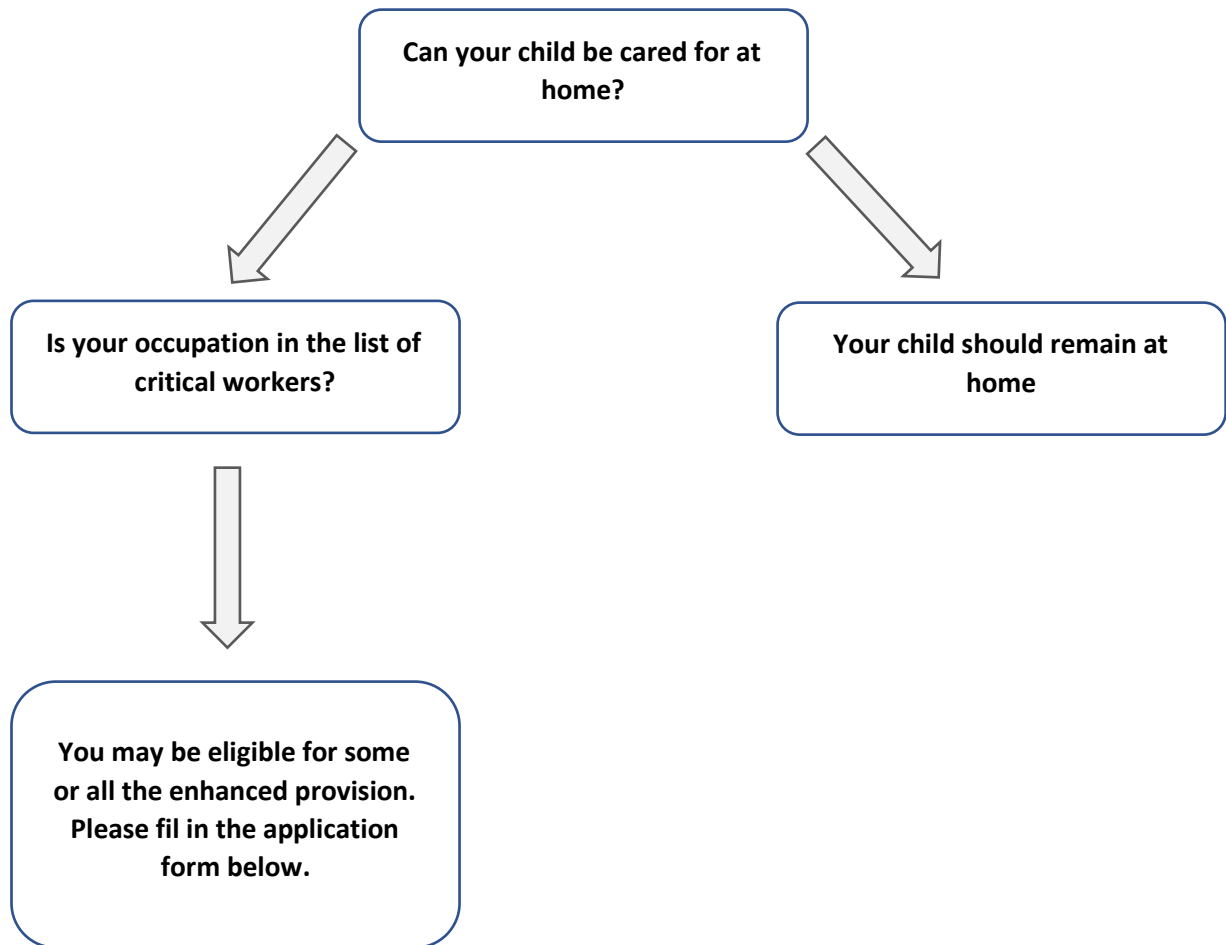 Can your child be cared for at
home?
Is your occupation in the list of
critical workers?
Your child should remain at
home
You may be eligible for some
or all the enhanced provision.
Please fil in the application
form below.